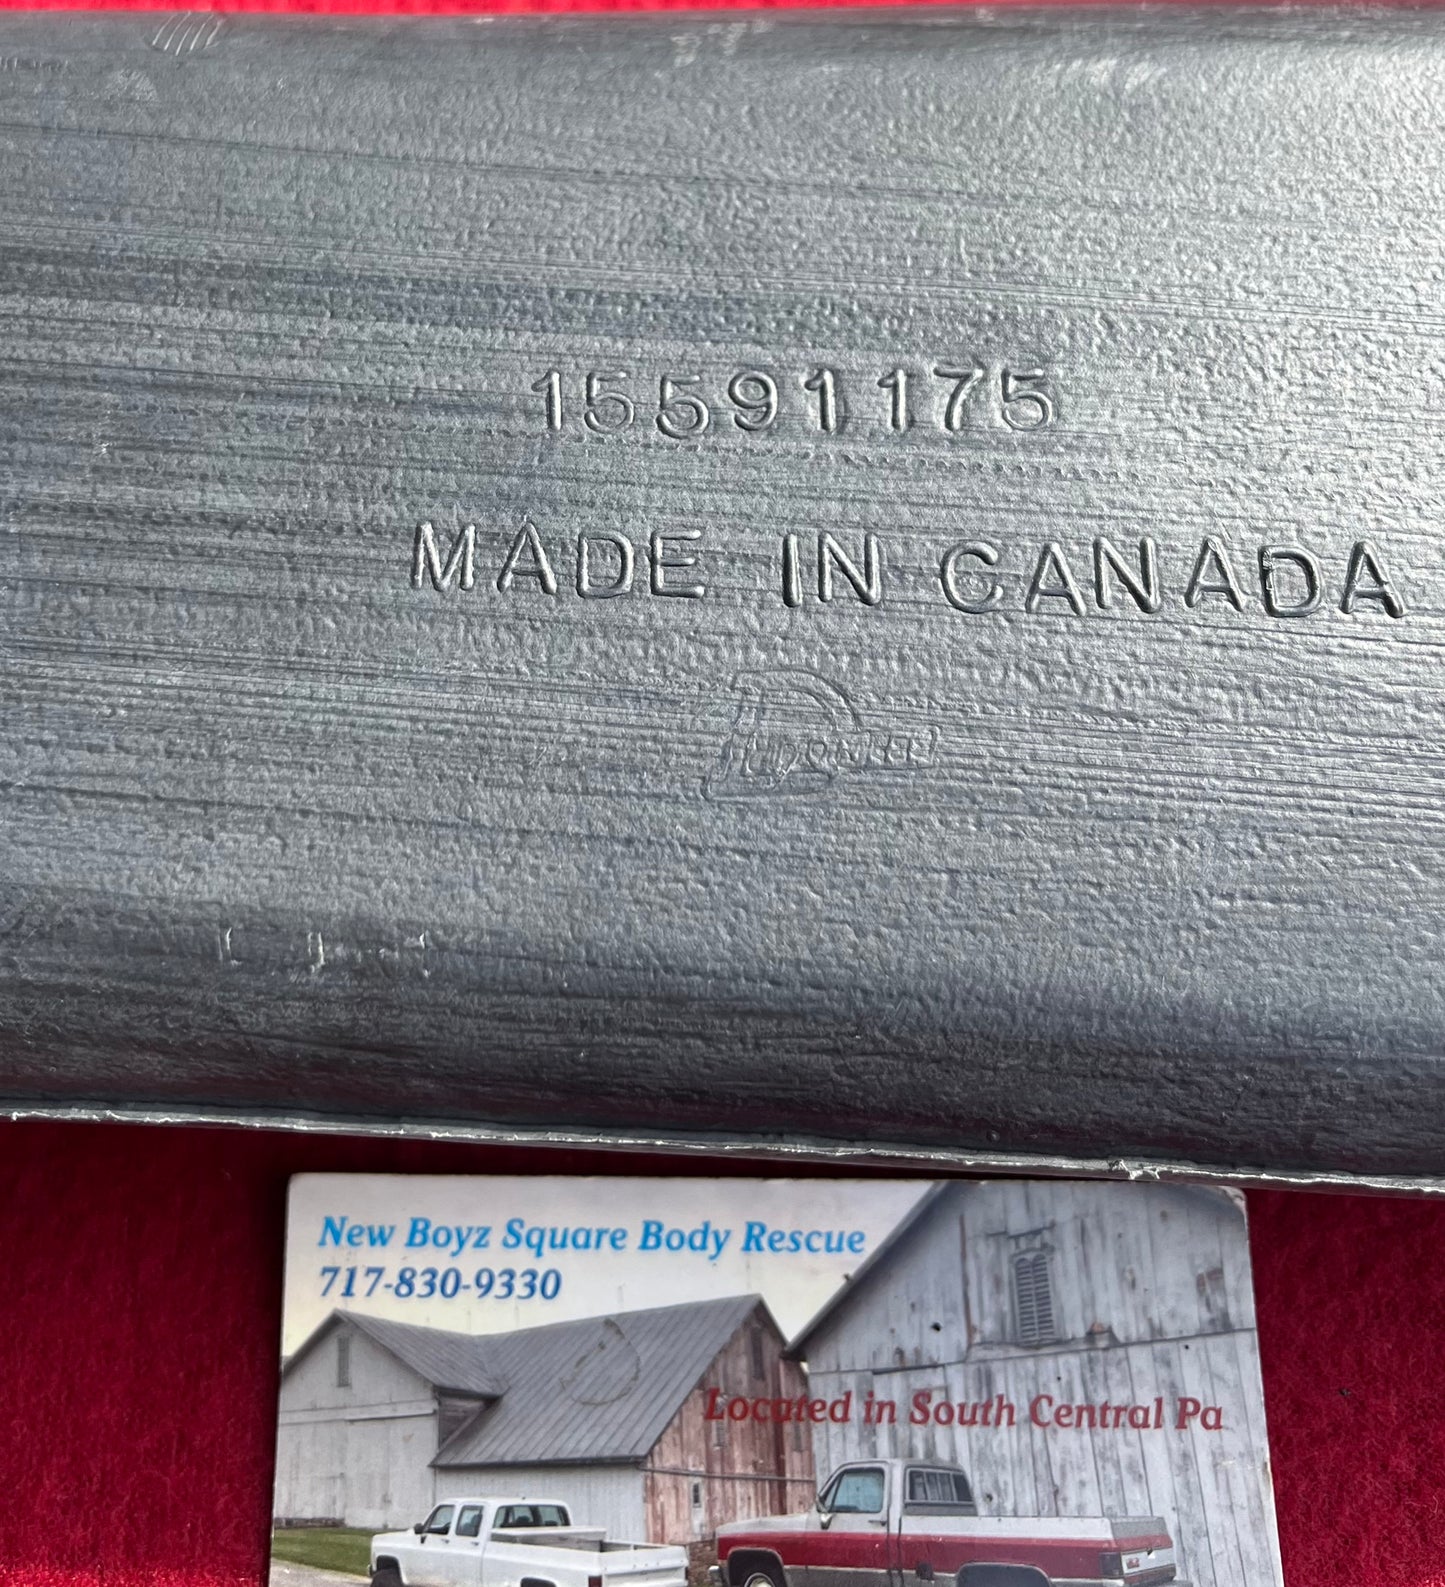 15591175
MADE IN CANADA
New Boyz Square Body Rescue
717-830-9330
Located in South Central Pa